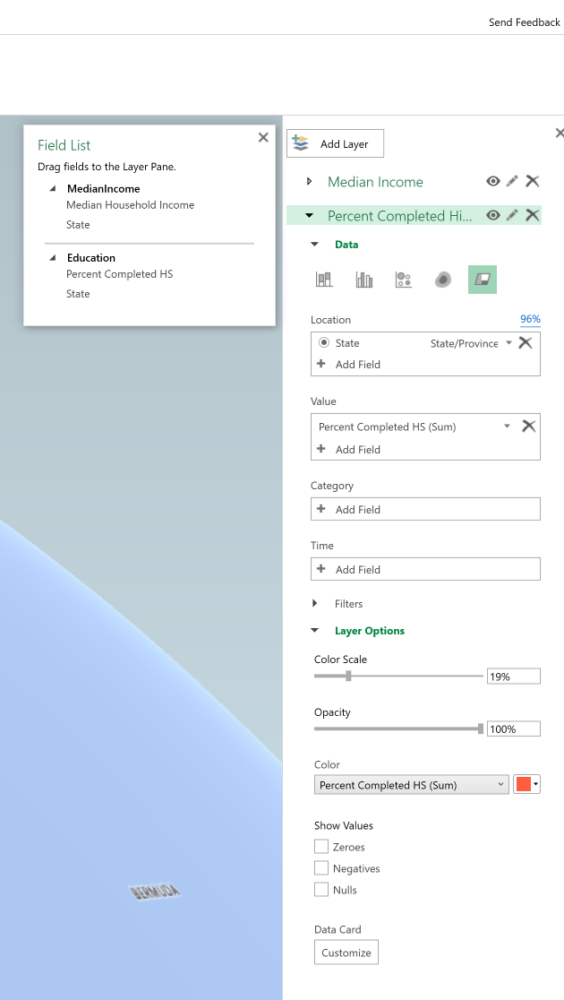 Send Feedback
Field List
Drag fields to the Layer Pane.
MedianIncome
Median Household Income
State
Education
Percent Completed HS
State
BERMUDA
Add Layer
Median Income
Percent Completed Hi...
Data
Location 96%
State State/Province
Add Field
Value
Percent Completed HS (Sum)
Add Field
Category
Add Field
Time
Add Field
Filters
Layer Options
Color Scale
19%
Opacity
100%
Color
Percent Completed HS (Sum)
Show Values
Zeroes
Negatives
Nulls
Data Card
Customize